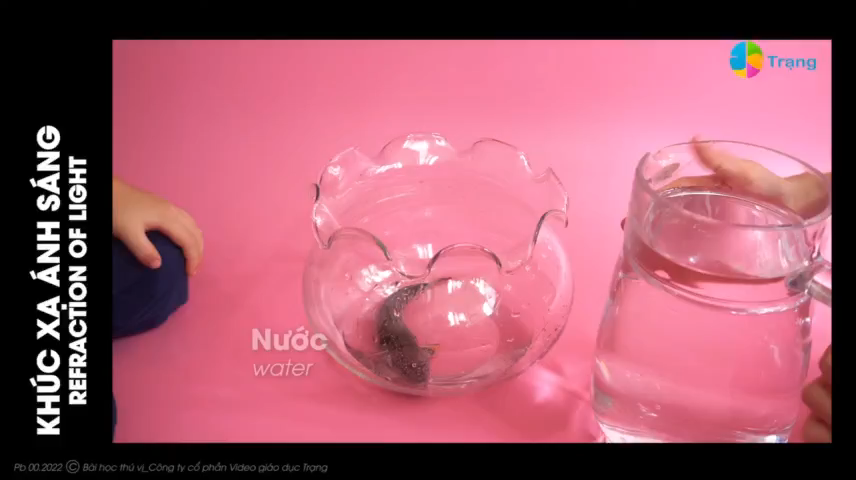 KHÚC XẠ ÁNH SÁNG
REFRACTION OF LIGHT
Trạng
Nước
water
Pb 00.2022 © Bài học thú vị_Công ty cổ phần Video giáo dục Trạng